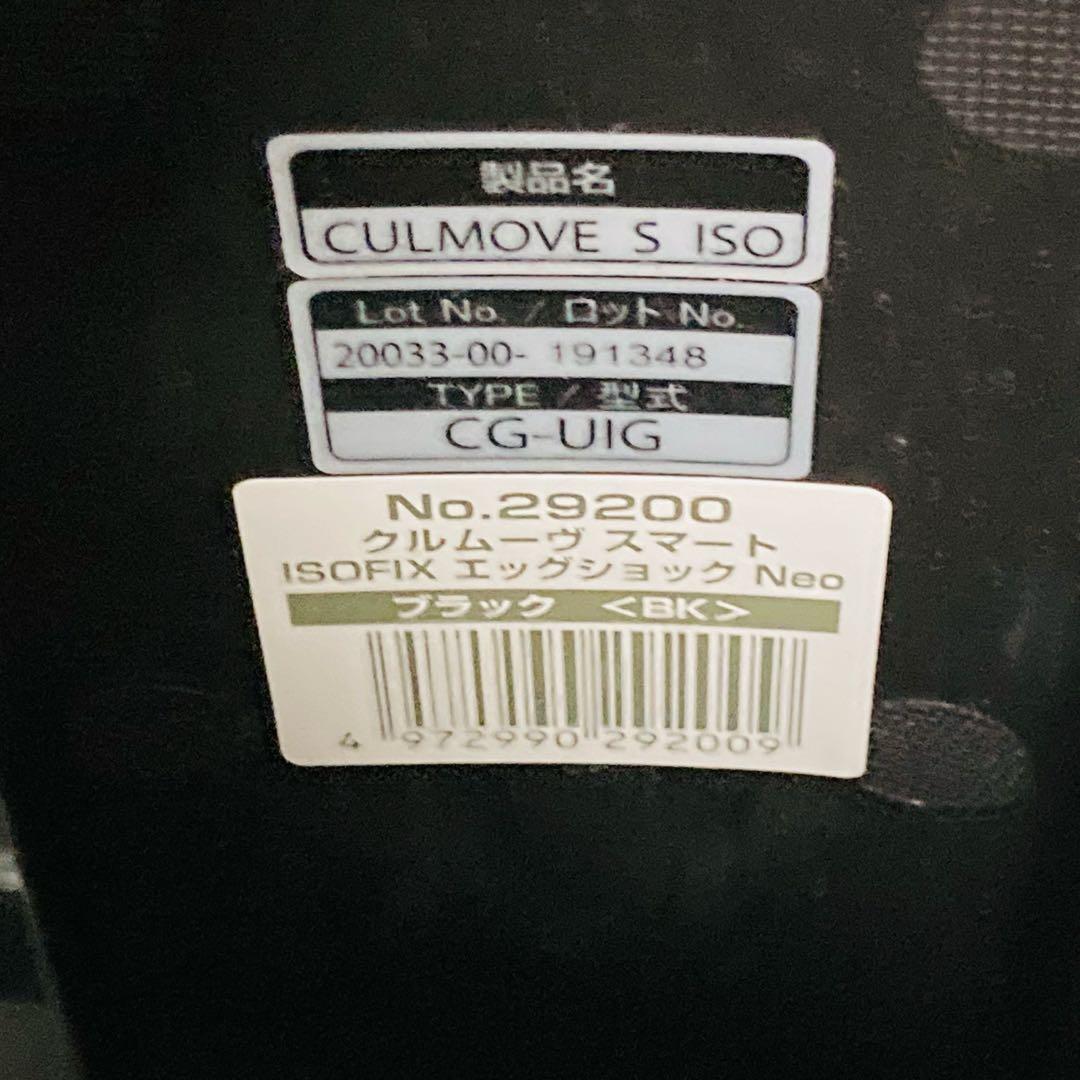 製品名
CULMOVE S ISO
Lot No. / ロット No.
20033-00- 191348
TYPE / 型式
CG-UIG
No.29200
クルムーヴ スマート
ISOFIX エッグショック Neo
ブラック <BK>
4 972990 292009